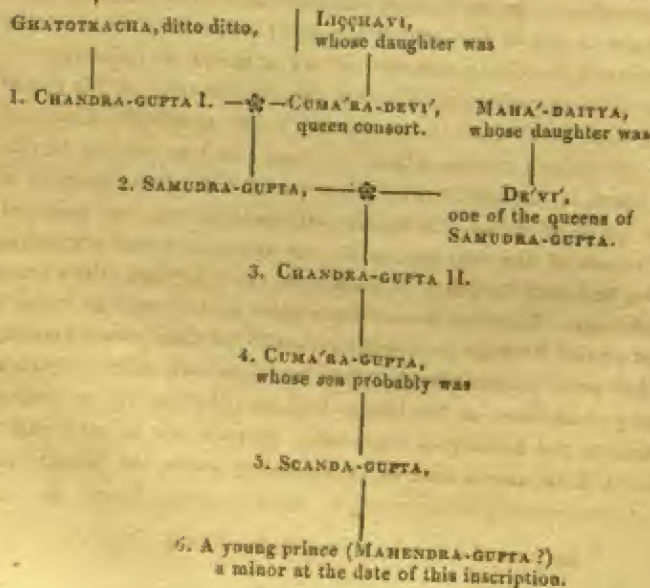 GHATOTKACHA, ditto ditto,
LIÇÇHAVI,
whose daughter was
1. CHANDRA-GUPTA I.
CUMA'RA-DEVI',
queen consort.
MAHA'-DAITYA,
whose daughter was
2. SAMUDRA-GUPTA,
DE'VI',
one of the queens of
SAMUDRA-GUPTA.
3. CHANDRA-GUPTA II.
4. CUMA'RA-GUPTA,
whose son probably was
5. SCANDA-GUPTA,
6. A young prince (MAHENDRA-GUPTA?)
a minor at the date of this inscription.